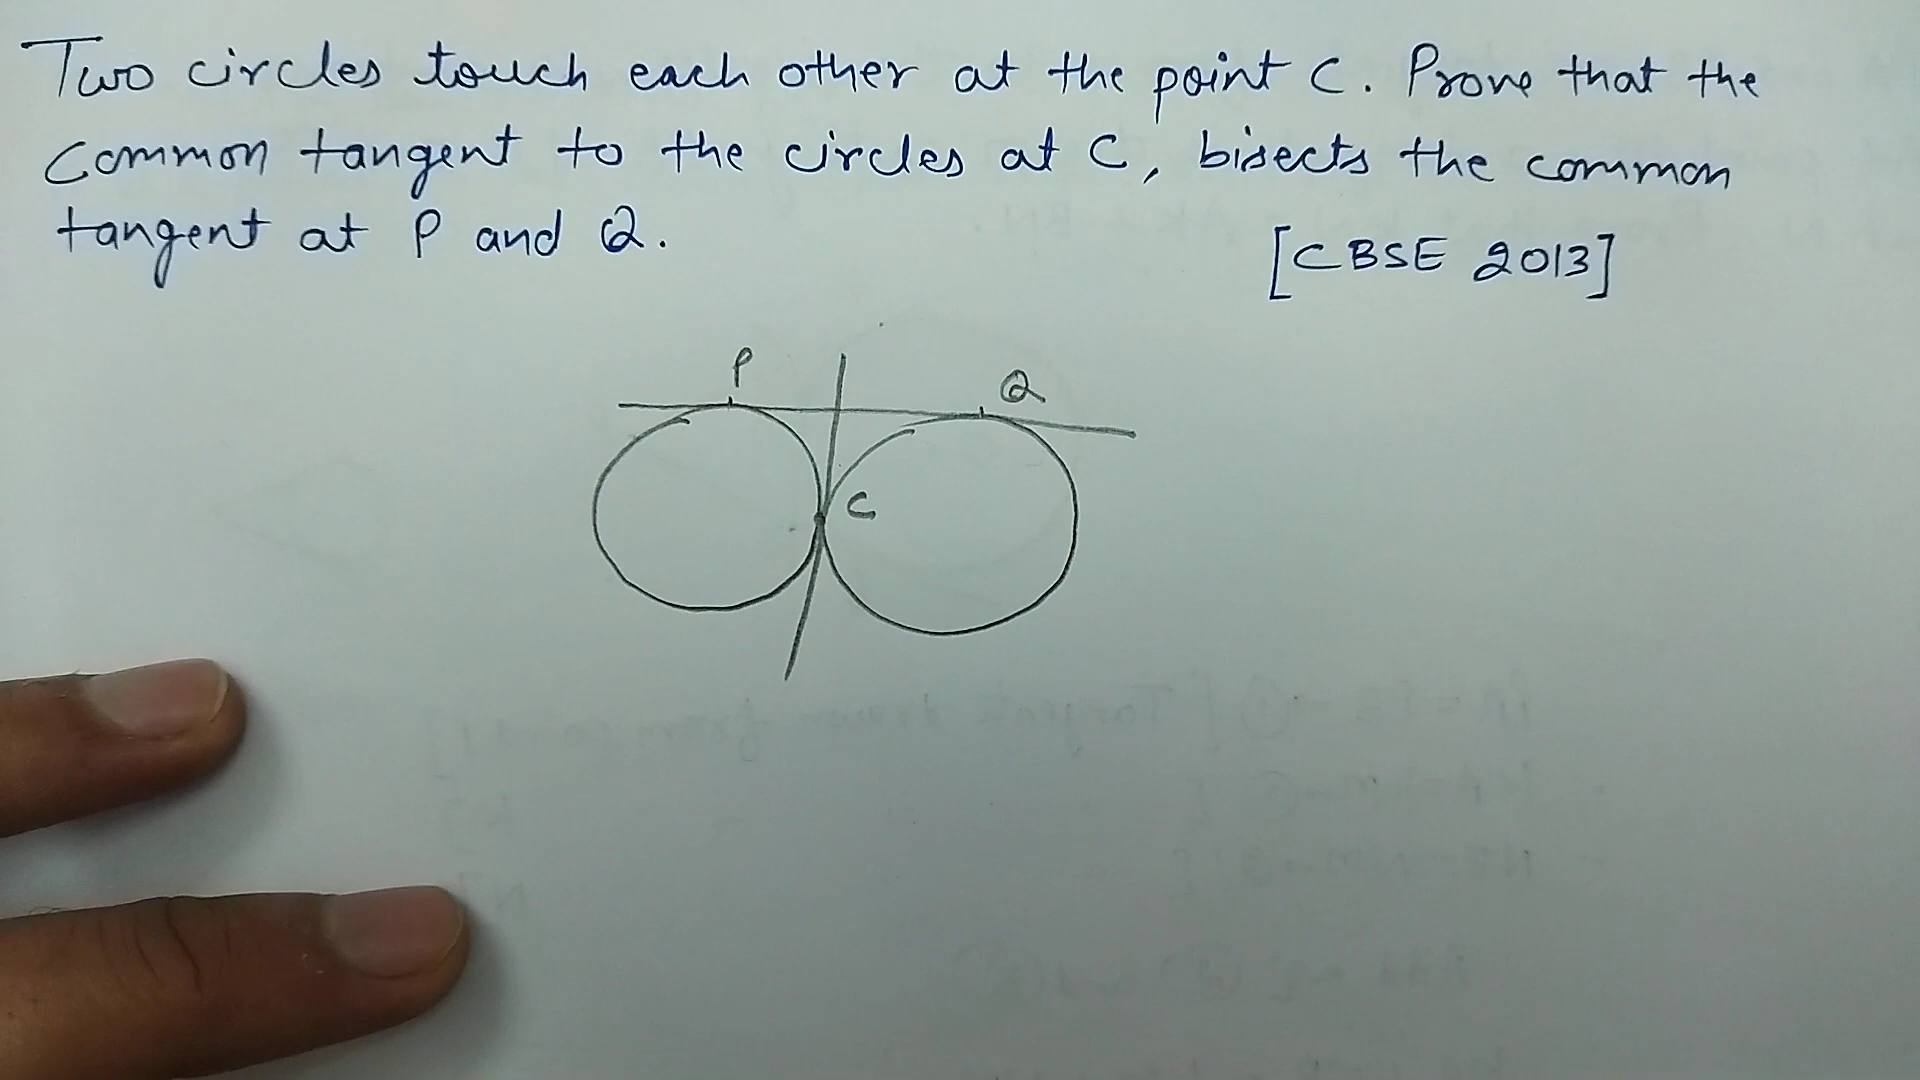 Two circles touch each other at the point C. Prove that the
common tangent to the circles at C, bisects the common
tangent at P and Q.
[CBSE 2013]
P
Q
C